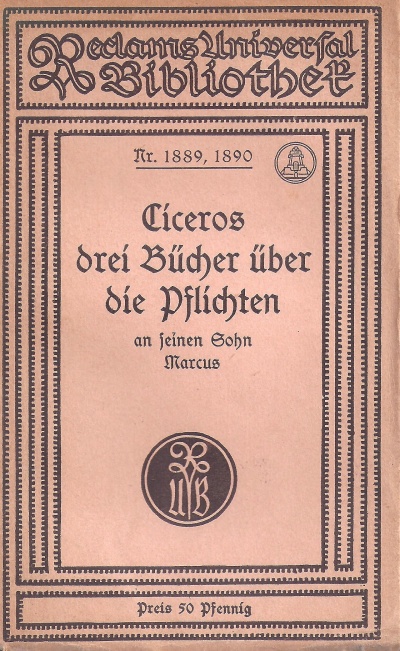 Reclams Universal
Bibliothek
Nr. 1889, 1890
Ciceros
drei Bücher über
die Pflichten
an seinen Sohn
Marcus
R
UB
Preis 50 Pfennig